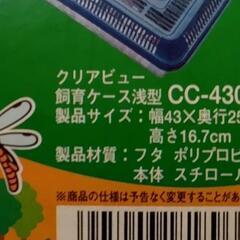 クリアビュー
飼育ケース浅型 CC-430
製品サイズ：幅43×奥行25
高さ16.7cm
製品材質：フタ ポリプロピ
本体 スチロール
※製品の仕様は予告なく変更することがあ